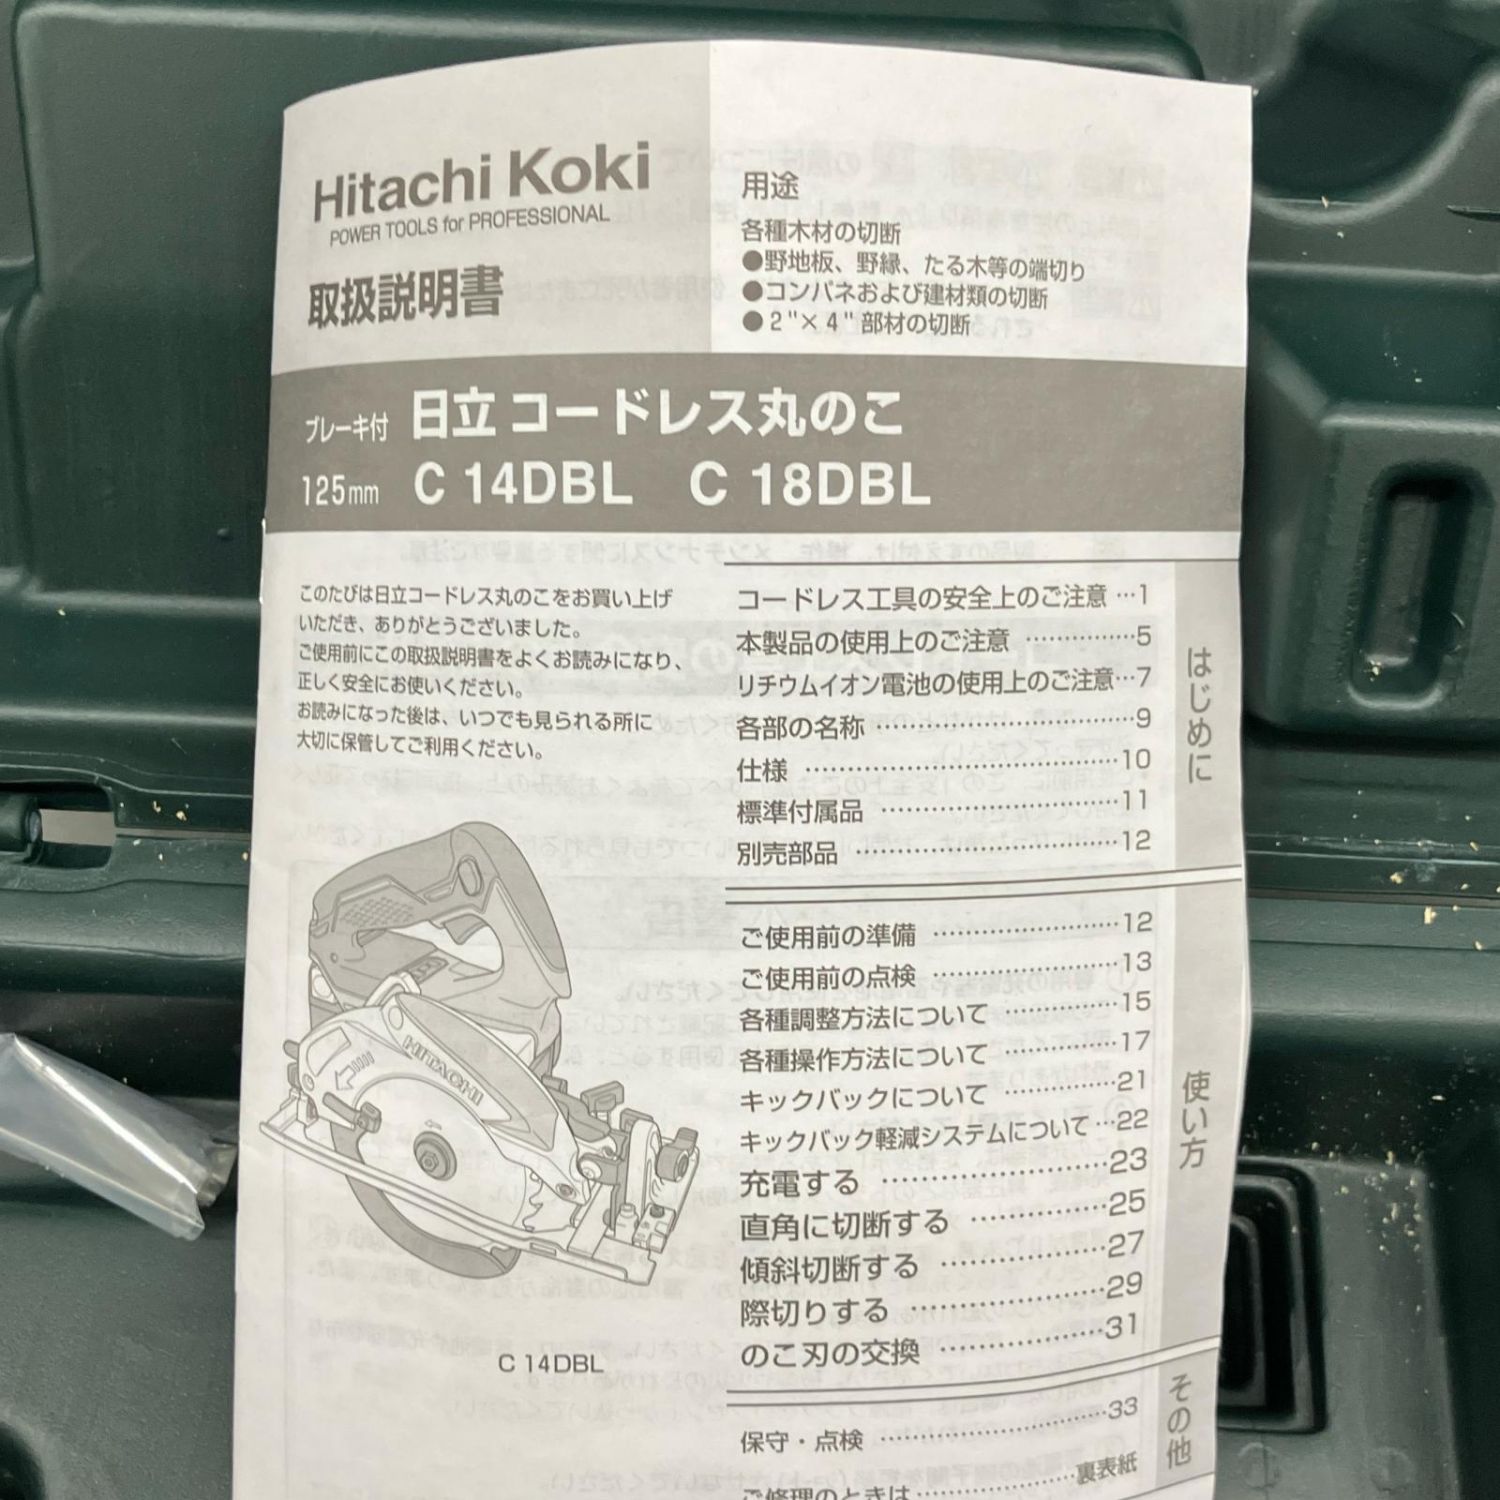 Hitachi Koki
POWER TOOLS for PROFESSIONAL
取扱説明書
用途
各種木材の切断
●野地板、野縁、たる木等の端切り
●コンパネおよび建材類の切断
●2"×4"部材の切断
ブレーキ付 日立コードレス丸のこ
125mm C 14DBL C 18DBL
このたびは日立コードレス丸のこをお買い上げ
いただき、ありがとうございました。
ご使用前にこの取扱説明書をよくお読みになり、
正しく安全にお使いください。
お読みになった後は、いつでも見られる所に
大切に保管してご利用ください。
HITACHI
C 14DBL
はじめに
コードレス工具の安全上のご注意 …1
本製品の使用上のご注意 ……………5
リチウムイオン電池の使用上のご注意…7
各部の名称 ……………………………9
仕様 ……………………………………10
標準付属品 ……………………………11
別売部品 ………………………………12
使い方
ご使用前の準備 ………………………12
ご使用前の点検 ………………………13
各種調整方法について ………………15
各種操作方法について ………………17
キックバックについて ………………21
キックバック軽減システムについて …22
充電する ………………………………23
直角に切断する ………………………25
傾斜切断する …………………………27
際切りする ……………………………29
のこ刃の交換 …………………………31
その他
保守・点検 ……………………………33
ご修理のときは ………………………裏表紙